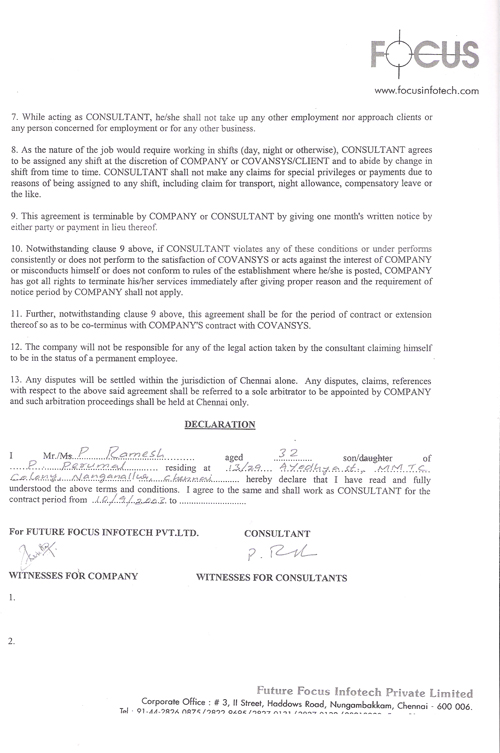 FOCUS
www.focusinfotech.com
7. While acting as CONSULTANT, he/she shall not take up any other employment nor approach clients or
any person concerned for employment or for any other business.
8. As the nature of the job would require working in shifts (day, night or otherwise), CONSULTANT agrees
to be assigned any shift at the discretion of COMPANY or COVANSYS/CLIENT and to abide by change in
shift from time to time. CONSULTANT shall not make any claims for special privileges or payments due to
reasons of being assigned to any shift, including claim for transport, night allowance, compensatory leave or
the like.
9. This agreement is terminable by COMPANY or CONSULTANT by giving one month's written notice by
either party or payment in lieu thereof.
10. Notwithstanding clause 9 above, if CONSULTANT violates any of these conditions or under performs
consistently or does not perform to the satisfaction of COVANSYS or acts against the interest of COMPANY
or misconducts himself or does not conform to rules of the establishment where he/she is posted, COMPANY
has got all rights to terminate his/her services immediately after giving proper reason and the requirement of
notice period by COMPANY shall not apply.
11. Further, notwithstanding clause 9 above, this agreement shall be for the period of contract or extension
thereof so as to be co-terminus with COMPANY'S contract with COVANSYS.
12. The company will not be responsible for any of the legal action taken by the consultant claiming himself
to be in the status of a permanent employee.
13. Any disputes will be settled within the jurisdiction of Chennai alone. Any disputes, claims, references
with respect to the above said agreement shall be referred to a sole arbitrator to be appointed by COMPANY
and such arbitration proceedings shall be held at Chennai only.
DECLARATION
I Mr./Ms. P Ramesh aged 32 son/daughter of
P. Perumal residing at 13/29 Ayodhya st., M M T C
Colony, Nanganallur, Chennai hereby declare that I have read and fully
understood the above terms and conditions. I agree to the same and shall work as CONSULTANT for the
contract period from 10/9/2003 to
For FUTURE FOCUS INFOTECH PVT.LTD. CONSULTANT
WITNESSES FOR COMPANY WITNESSES FOR CONSULTANTS
1.
2.
Future Focus Infotech Private Limited
Corporate Office : # 3, II Street, Haddows Road, Nungambakkam, Chennai - 600 006.